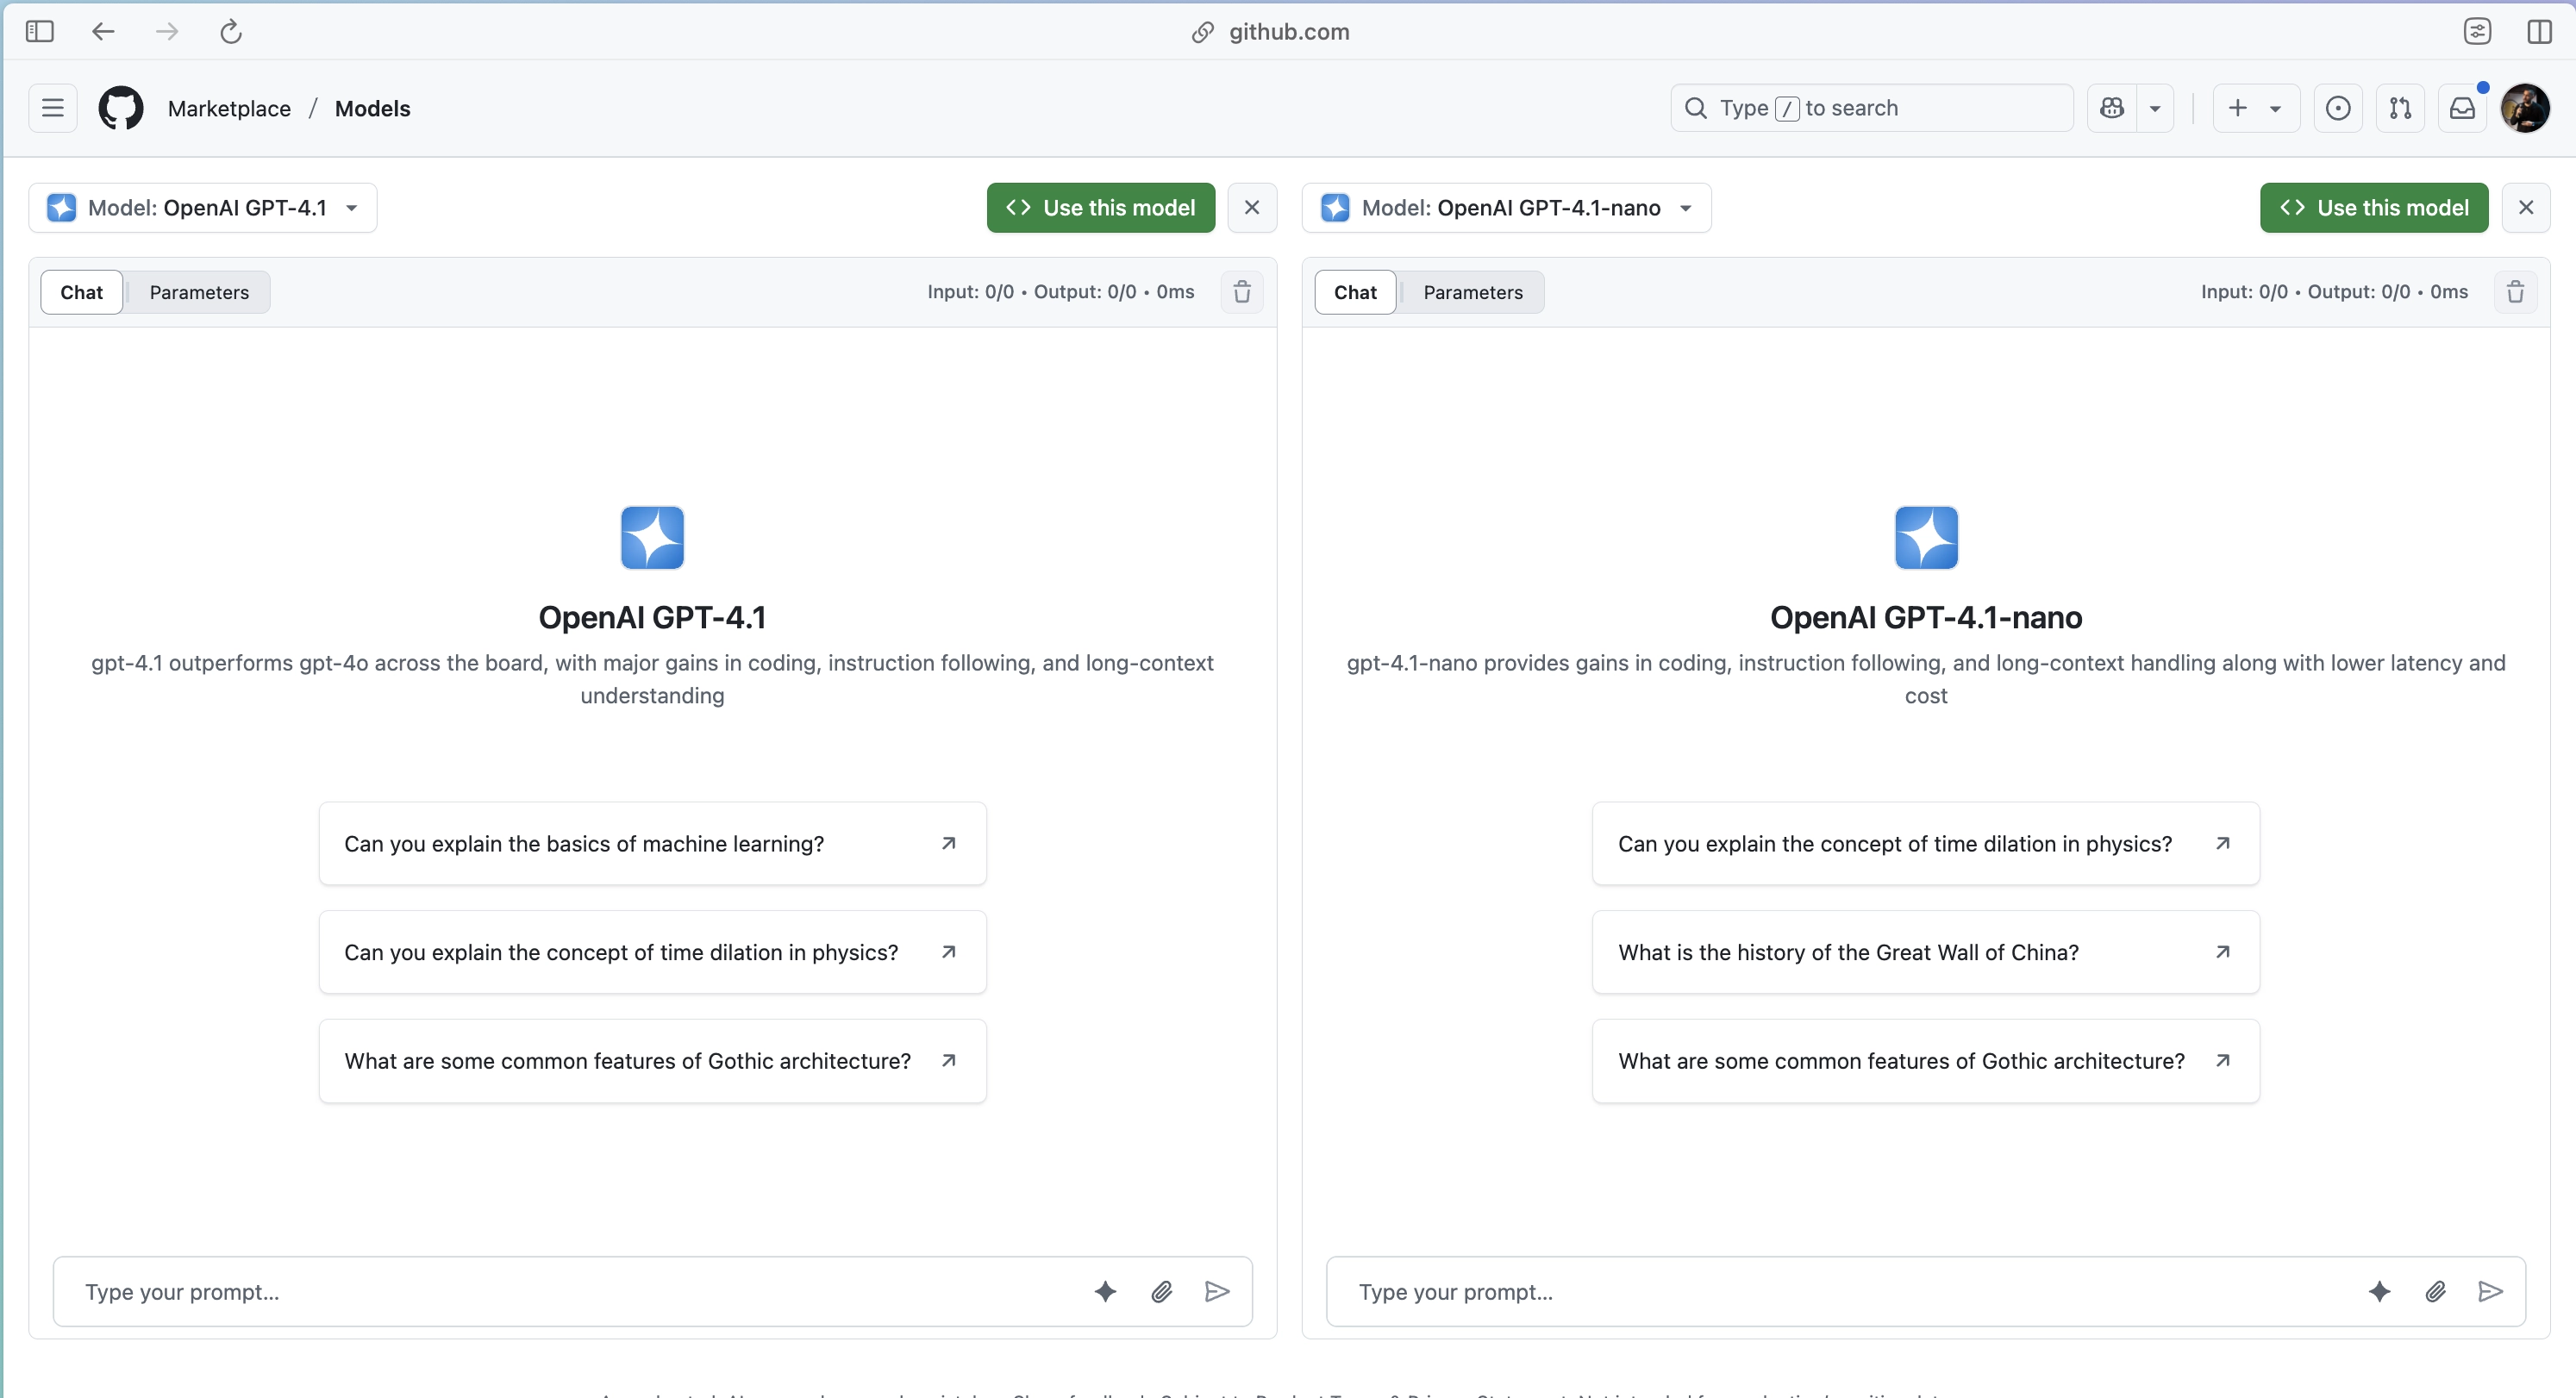 github.com
Marketplace / Models
Type / to search
Model: OpenAI GPT-4.1
Use this model
Chat
Parameters
Input: 0/0 • Output: 0/0 • 0ms
OpenAI GPT-4.1
gpt-4.1 outperforms gpt-4o across the board, with major gains in coding, instruction following, and long-context
understanding
Can you explain the basics of machine learning?
Can you explain the concept of time dilation in physics?
What are some common features of Gothic architecture?
Type your prompt...
Model: OpenAI GPT-4.1-nano
Use this model
Chat
Parameters
Input: 0/0 • Output: 0/0 • 0ms
OpenAI GPT-4.1-nano
gpt-4.1-nano provides gains in coding, instruction following, and long-context handling along with lower latency and
cost
Can you explain the concept of time dilation in physics?
What is the history of the Great Wall of China?
What are some common features of Gothic architecture?
Type your prompt...